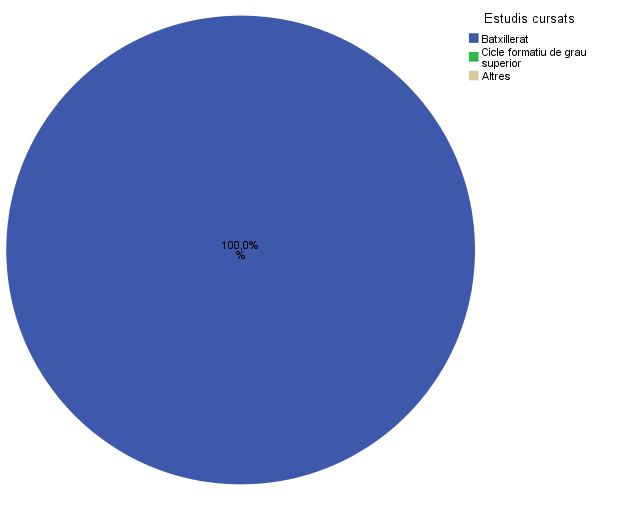 Estudis cursats
Batxillerat
Cicle formatiu de grau
superior
Altres
100,0%
%